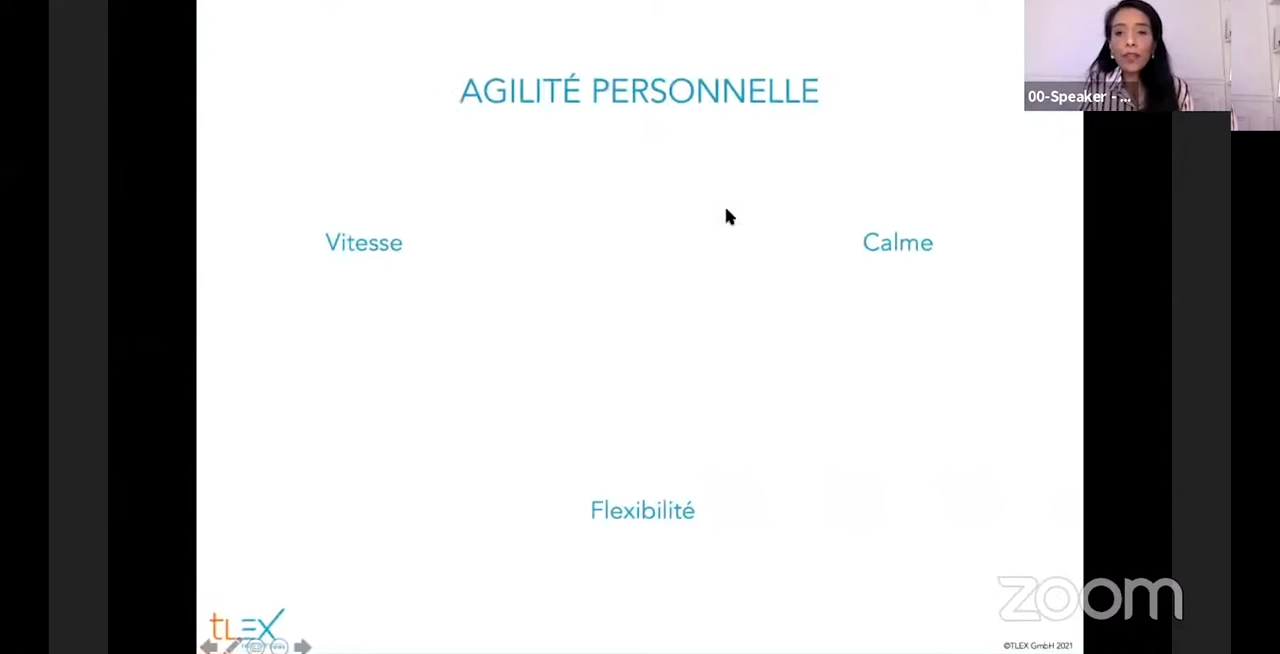 AGILITÉ PERSONNELLE
00-Speaker - ...
Vitesse
Calme
Flexibilité
zoom
TLEX
©TLEX GmbH 2021